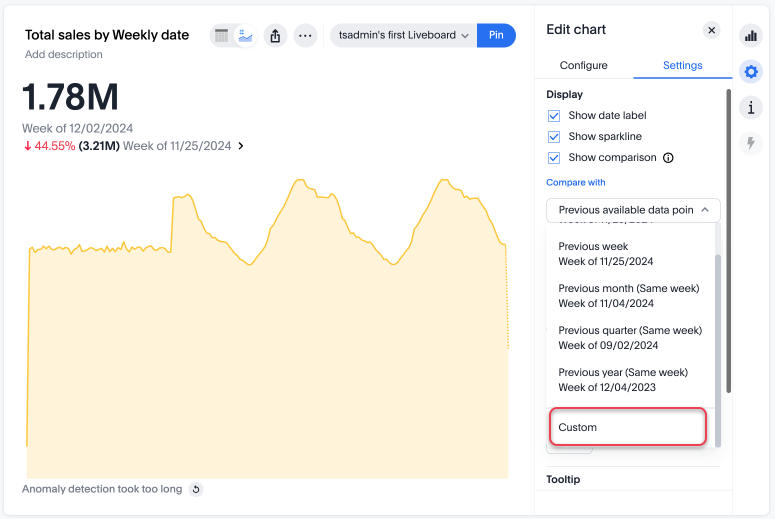 Total sales by Weekly date
Add description
tsadmin's first Liveboard
Pin
1.78M
Week of 12/02/2024
↓ 44.55% (3.21M) Week of 11/25/2024 >
Anomaly detection took too long
Edit chart
Configure
Settings
Display
Show date label
Show sparkline
Show comparison
Compare with
Previous available data poin
Previous week
Week of 11/25/2024
Previous month (Same week)
Week of 11/04/2024
Previous quarter (Same week)
Week of 09/02/2024
Previous year (Same week)
Week of 12/04/2023
Custom
Tooltip